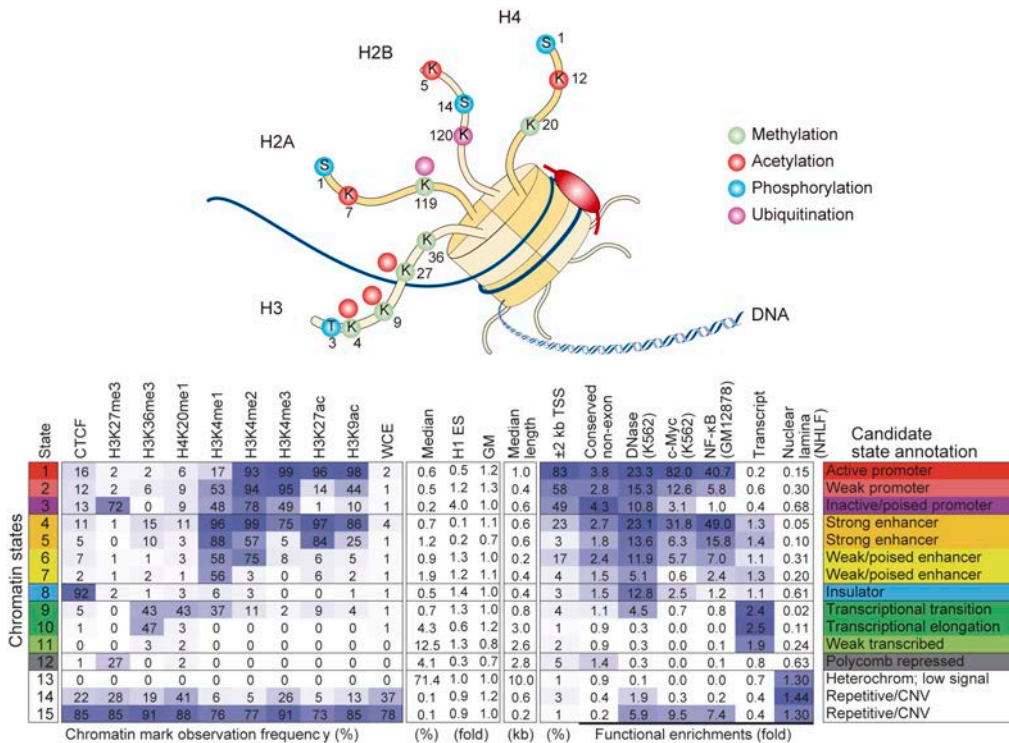 H4
S 1
H2B
K
5
K 12
14 S
K 20
120 K
H2A
S
1
K
7
K
119
Methylation
Acetylation
Phosphorylation
Ubiquitination
K
36
K
27
H3
T
3
K
4
K
9
DNA
State
CTCF
H3K27me3
H3K36me3
H4K20me1
H3K4me1
H3K4me2
H3K4me3
H3K27ac
H3K9ac
WCE
Median
H1 ES
GM
Median length
±2 kb TSS
Conserved non-exon
DNase (K562)
c-Myc (K562)
NF-κB (GM12878)
Transcript
Nuclear lamina (NHLF)
Candidate
state annotation
Chromatin states
1 16 2 2 6 17 93 99 96 98 2 0.6 0.5 1.2 1.0 83 3.8 23.3 82.0 40.7 0.2 0.15 Active promoter
2 12 2 6 9 53 94 95 14 44 1 0.5 1.2 1.3 0.4 58 2.8 15.3 12.6 5.8 0.6 0.30 Weak promoter
3 13 72 0 9 48 78 49 1 10 1 0.2 4.0 1.0 0.6 49 4.3 10.8 3.1 1.0 0.4 0.68 Inactive/poised promoter
4 11 1 15 11 96 99 75 97 86 4 0.7 0.1 1.1 0.6 23 2.7 23.1 31.8 49.0 1.3 0.05 Strong enhancer
5 5 0 10 3 88 57 5 84 25 1 1.2 0.2 0.7 0.6 3 1.8 13.6 6.3 15.8 1.4 0.10 Strong enhancer
6 7 1 1 3 58 75 8 6 5 1 0.9 1.3 1.0 0.2 17 2.4 11.9 5.7 7.0 1.1 0.31 Weak/poised enhancer
7 2 1 2 1 56 3 0 6 2 1 1.9 1.2 1.1 0.4 4 1.5 5.1 0.6 2.4 1.3 0.20 Weak/poised enhancer
8 92 2 1 3 6 3 0 0 1 1 0.5 1.4 1.0 0.4 3 1.5 12.8 2.5 1.2 1.1 0.61 Insulator
9 5 0 43 43 37 11 2 9 4 1 0.7 1.3 1.0 0.8 4 1.1 4.5 0.7 0.8 2.4 0.02 Transcriptional transition
10 1 0 47 3 0 0 0 0 0 1 4.3 0.6 1.2 3.0 1 0.9 0.3 0.0 0.0 2.5 0.11 Transcriptional elongation
11 0 0 3 2 0 0 0 0 0 0 12.5 1.3 0.8 2.6 2 0.9 0.3 0.0 0.1 1.9 0.24 Weak transcribed
12 1 27 0 2 0 0 0 0 0 0 4.1 0.3 0.7 2.8 5 1.4 0.3 0.0 0.1 0.8 0.63 Polycomb repressed
13 0 0 0 0 0 0 0 0 0 0 71.4 1.0 1.0 10.0 1 0.9 0.1 0.0 0.0 0.7 1.30 Heterochrom; low signal
14 22 28 19 41 6 5 26 5 13 37 0.1 0.9 1.2 0.6 3 0.4 1.9 0.3 0.2 0.4 1.44 Repetitive/CNV
15 85 85 91 88 76 77 91 73 85 78 0.1 0.9 1.0 0.2 1 0.2 5.9 9.5 7.4 0.4 1.30 Repetitive/CNV
Chromatin mark observation frequency (%) (%) (fold) (kb) (%) Functional enrichments (fold)